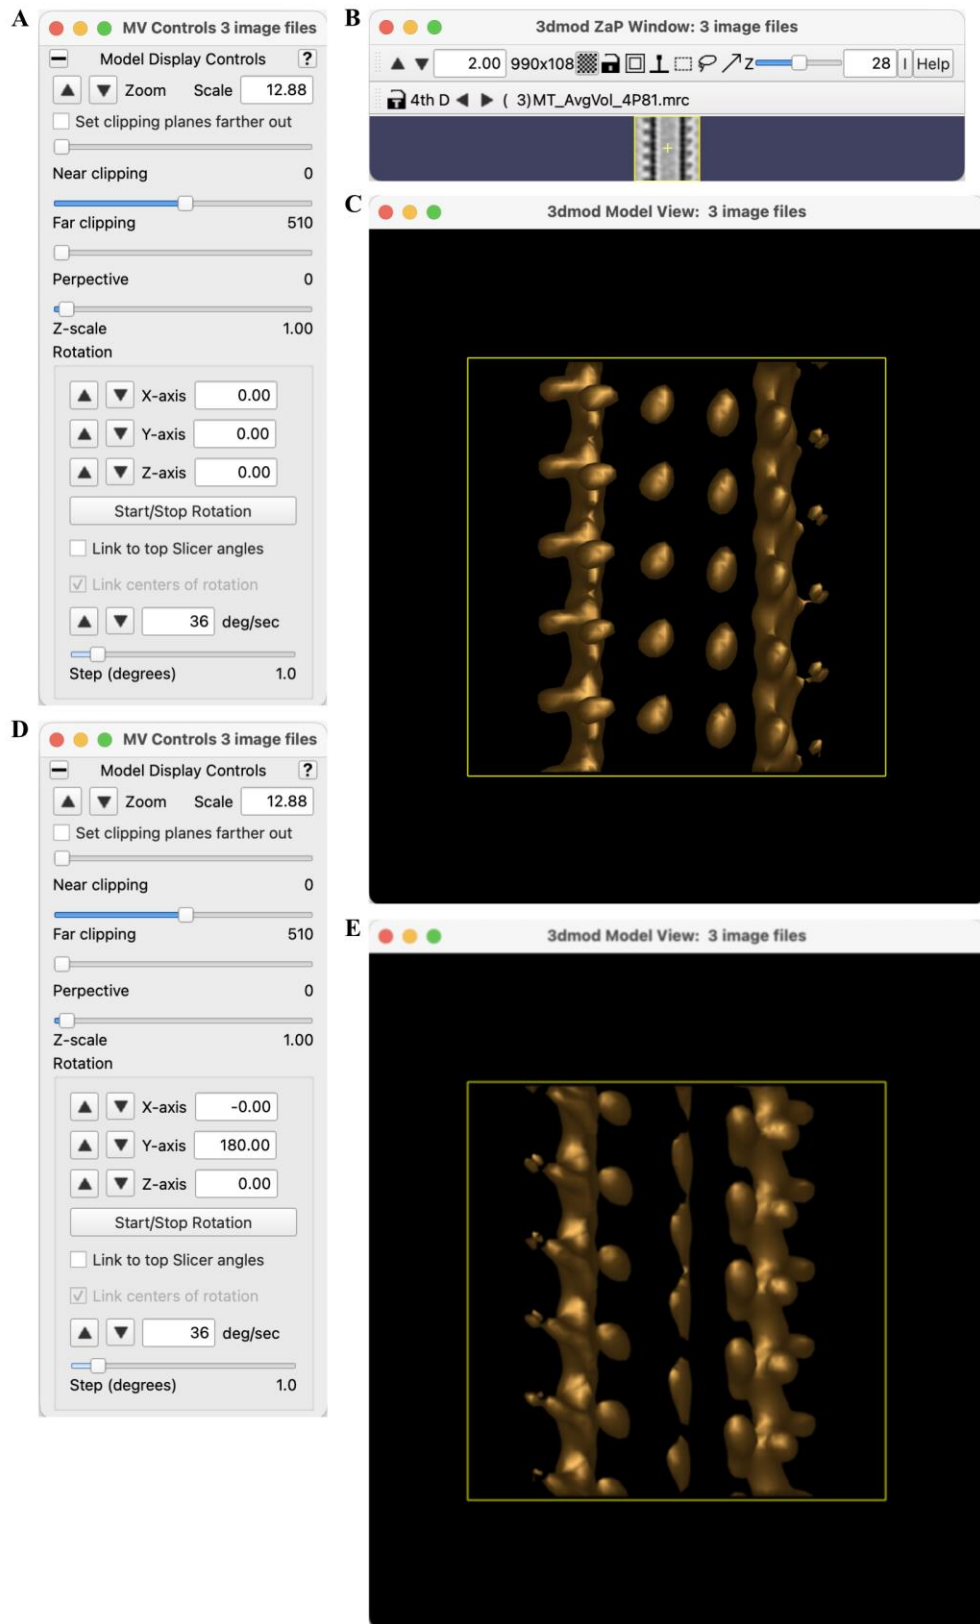 A
MV Controls 3 image files
Model Display Controls ?
Zoom Scale 12.88
Set clipping planes farther out
Near clipping 0
Far clipping 510
Perpective 0
Z-scale 1.00
Rotation
X-axis 0.00
Y-axis 0.00
Z-axis 0.00
Start/Stop Rotation
Link to top Slicer angles
Link centers of rotation
36 deg/sec
Step (degrees) 1.0
B
3dmod ZaP Window: 3 image files
2.00 990x108 Z 28 I Help
4th D ( 3)MT_AvgVol_4P81.mrc
C
3dmod Model View: 3 image files
D
MV Controls 3 image files
Model Display Controls ?
Zoom Scale 12.88
Set clipping planes farther out
Near clipping 0
Far clipping 510
Perpective 0
Z-scale 1.00
Rotation
X-axis -0.00
Y-axis 180.00
Z-axis 0.00
Start/Stop Rotation
Link to top Slicer angles
Link centers of rotation
36 deg/sec
Step (degrees) 1.0
E
3dmod Model View: 3 image files